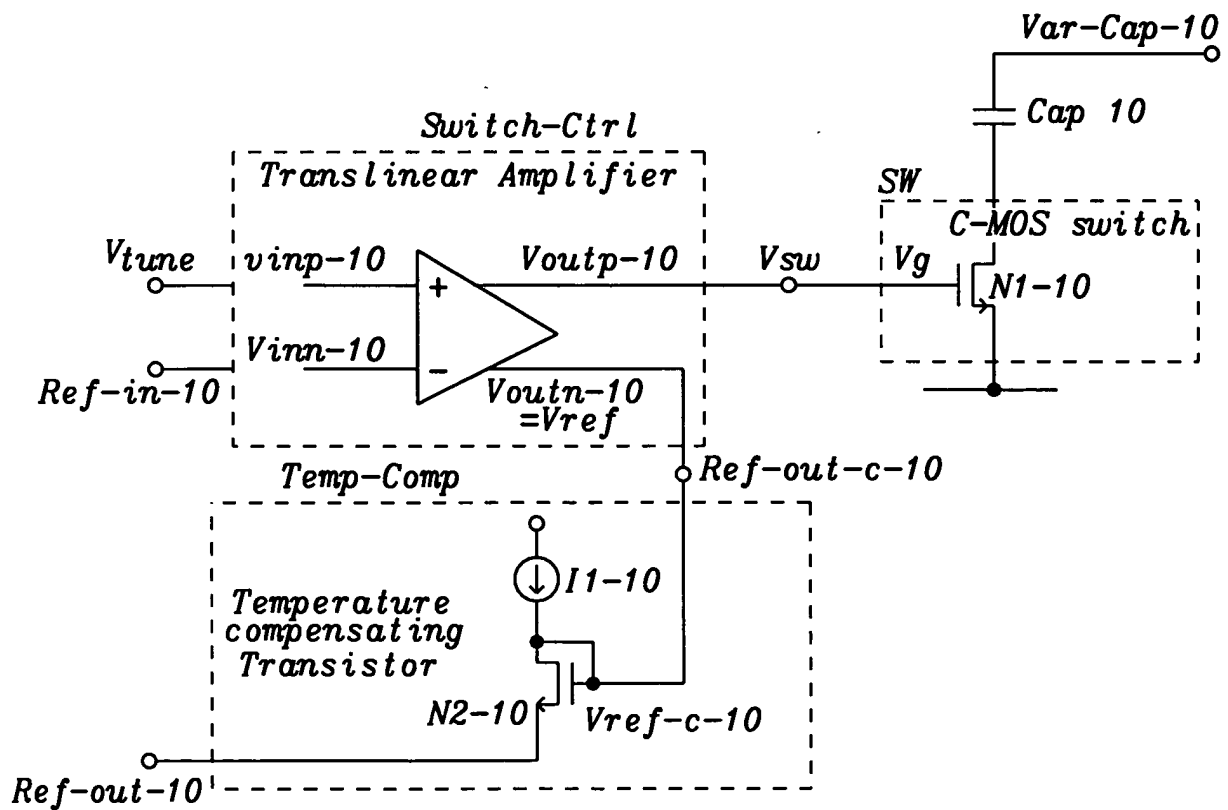 Var-Cap-10
Cap 10
Switch-Ctrl
Translinear Amplifier
SW
C-MOS switch
Vtune
vinp-10
+
Voutp-10
Vsw
Vg
N1-10
Vinn-10
-
Ref-in-10
Voutn-10
=Vref
Temp-Comp
Ref-out-c-10
I1-10
Temperature
compensating
Transistor
N2-10
Vref-c-10
Ref-out-10